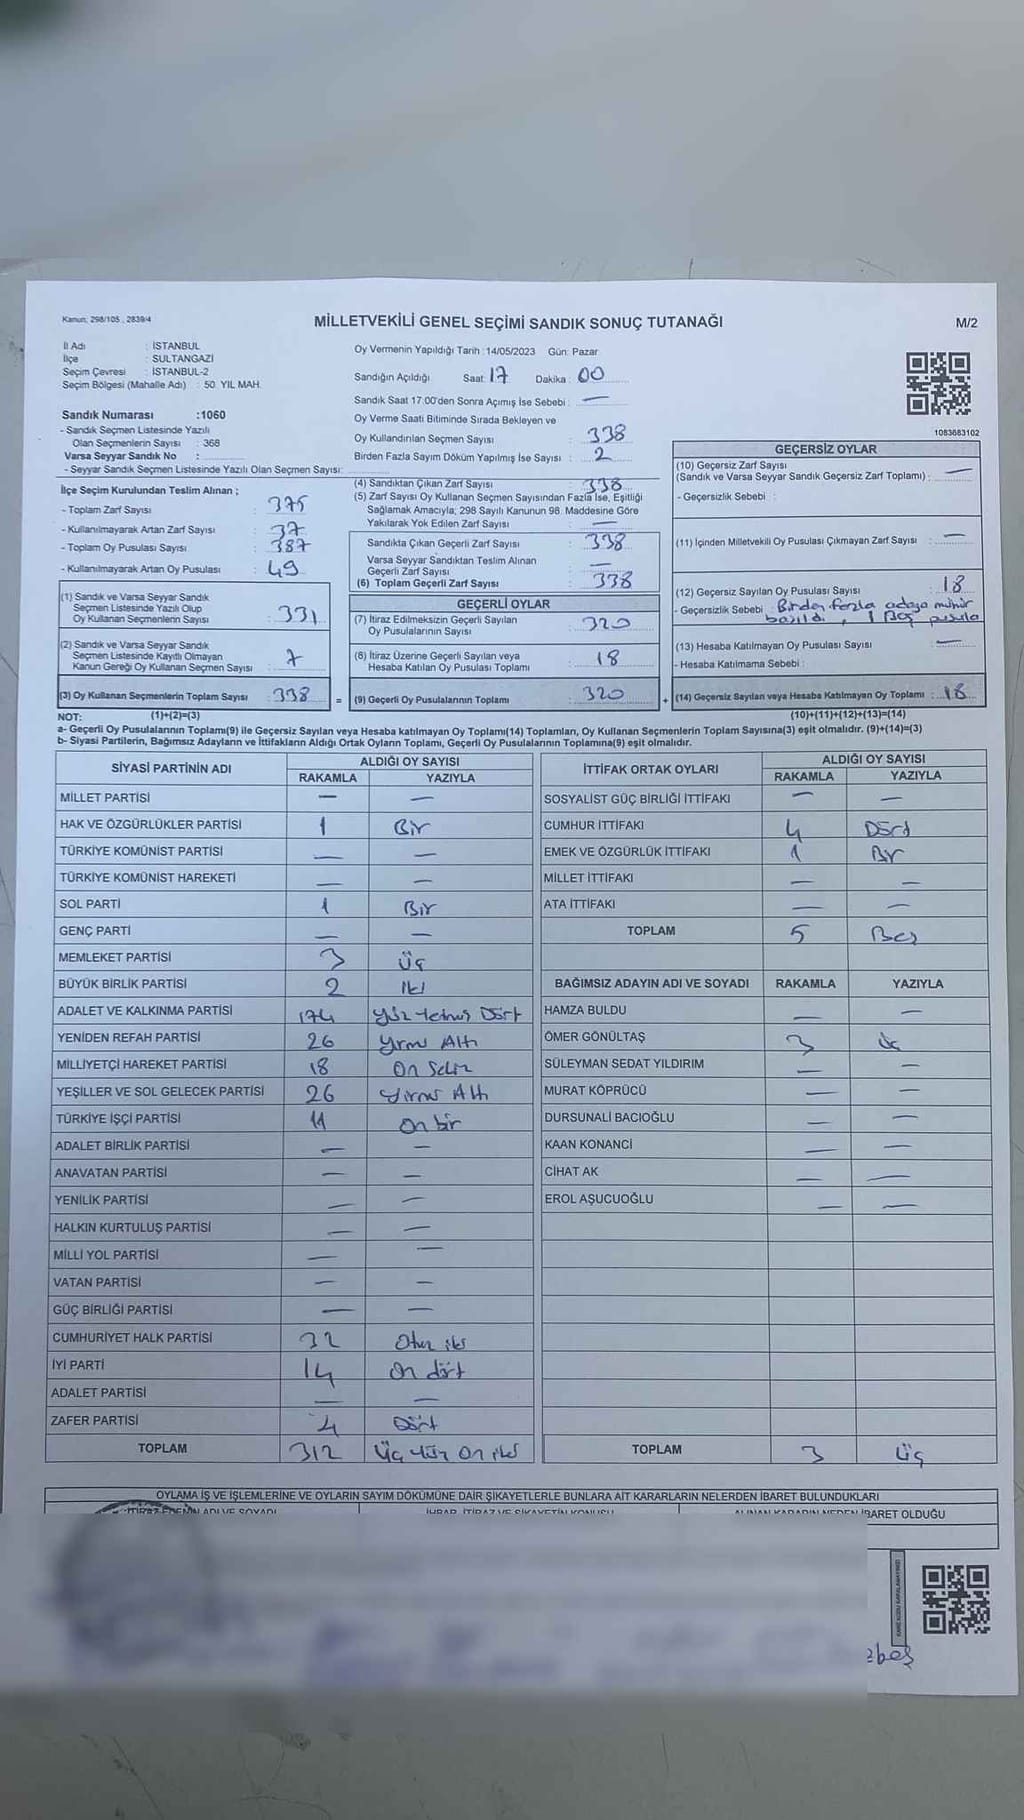 Kanun; 298/105 , 2839/4
MİLLETVEKİLİ GENEL SEÇİMİ SANDIK SONUÇ TUTANAĞI
M/2
İl Adı : İSTANBUL
İlçe : SULTANGAZİ
Seçim Çevresi : İSTANBUL-2
Seçim Bölgesi (Mahalle Adı) : 50. YIL MAH.
Sandık Numarası :1060
- Sandık Seçmen Listesinde Yazılı
Olan Seçmenlerin Sayısı : 368
Varsa Seyyar Sandık No :
- Seyyar Sandık Seçmen Listesinde Yazılı Olan Seçmen Sayısı:
Oy Vermenin Yapıldığı Tarih :14/05/2023 Gün: Pazar
Sandığın Açıldığı Saat: 17 Dakika : 00
Sandık Saat 17.00'den Sonra Açımış İse Sebebi : —
Oy Verme Saati Bitiminde Sırada Bekleyen ve
Oy Kullandırılan Seçmen Sayısı : 338
Birden Fazla Sayım Döküm Yapılmış İse Sayısı : 2
1083683102
İlçe Seçim Kurulundan Teslim Alınan ;
- Toplam Zarf Sayısı : 375
- Kullanılmayarak Artan Zarf Sayısı : 37
- Toplam Oy Pusulası Sayısı : 387
- Kullanılmayarak Artan Oy Pusulası : 49
(1) Sandık ve Varsa Seyyar Sandık
Seçmen Listesinde Yazılı Olup
Oy Kullanan Seçmenlerin Sayısı : 331
(2) Sandık ve Varsa Seyyar Sandık
Seçmen Listesinde Kayıtlı Olmayan
Kanun Gereği Oy Kullanan Seçmen Sayısı : 7
(3) Oy Kullanan Seçmenlerin Toplam Sayısı : 338 =
(4) Sandıktan Çıkan Zarf Sayısı : 338
(5) Zarf Sayısı Oy Kullanan Seçmen Sayısından Fazla İse, Eşitliği
Sağlamak Amacıyla; 298 Sayılı Kanunun 98. Maddesine Göre
Yakılarak Yok Edilen Zarf Sayısı : —
Sandıkta Çıkan Geçerli Zarf Sayısı : 338
Varsa Seyyar Sandıktan Teslim Alınan
Geçerli Zarf Sayısı : —
(6) Toplam Geçerli Zarf Sayısı : 338
GEÇERLİ OYLAR
(7) İtiraz Edilmeksizin Geçerli Sayılan
Oy Pusulalarının Sayısı : 320
(8) İtiraz Üzerine Geçerli Sayılan veya
Hesaba Katılan Oy Pusulası Toplamı : 18
(9) Geçerli Oy Pusulalarının Toplamı : 320 +
GEÇERSİZ OYLAR
(10) Geçersiz Zarf Sayısı
(Sandık ve Varsa Seyyar Sandık Geçersiz Zarf Toplamı) : —
- Geçersizlik Sebebi :
(11) İçinden Milletvekili Oy Pusulası Çıkmayan Zarf Sayısı : —
(12) Geçersiz Sayılan Oy Pusulası Sayısı : 18
- Geçersizlik Sebebi : Birden fazla adaya mühür
basıldı, 1 Boş pusula
(13) Hesaba Katılmayan Oy Pusulası Sayısı : —
- Hesaba Katılmama Sebebi :
(14) Geçersiz Sayılan veya Hesaba Katılmayan Oy Toplamı : 18
NOT: (1)+(2)=(3)
(10)+(11)+(12)+(13)=(14)
a- Geçerli Oy Pusulalarının Toplamı(9) ile Geçersiz Sayılan veya Hesaba katılmayan Oy Toplamı(14) Toplamları, Oy Kullanan Seçmenlerin Toplam Sayısına(3) eşit olmalıdır. (9)+(14)=(3)
b- Siyasi Partilerin, Bağımsız Adayların ve İttifakların Aldığı Ortak Oyların Toplamı, Geçerli Oy Pusulalarının Toplamına(9) eşit olmalıdır.
SİYASİ PARTİNİN ADI ALDIĞI OY SAYISI
RAKAMLA YAZIYLA
MİLLET PARTİSİ — —
HAK VE ÖZGÜRLÜKLER PARTİSİ 1 Bir
TÜRKİYE KOMÜNİST PARTİSİ — —
TÜRKİYE KOMÜNİST HAREKETİ — —
SOL PARTİ 1 Bir
GENÇ PARTİ — —
MEMLEKET PARTİSİ 3 üç
BÜYÜK BİRLİK PARTİSİ 2 iki
ADALET VE KALKINMA PARTİSİ 174 Yüz Yetmiş Dört
YENİDEN REFAH PARTİSİ 26 Yirmi Altı
MİLLİYETÇİ HAREKET PARTİSİ 18 On Sekiz
YEŞİLLER VE SOL GELECEK PARTİSİ 26 Yirmi Altı
TÜRKİYE İŞÇİ PARTİSİ 11 On bir
ADALET BİRLİK PARTİSİ — —
ANAVATAN PARTİSİ — —
YENİLİK PARTİSİ — —
HALKIN KURTULUŞ PARTİSİ — —
MİLLİ YOL PARTİSİ — —
VATAN PARTİSİ — —
GÜÇ BİRLİĞİ PARTİSİ — —
CUMHURİYET HALK PARTİSİ 32 Otuz iki
İYİ PARTİ 14 On dört
ADALET PARTİSİ — —
ZAFER PARTİSİ 4 Dört
TOPLAM 312 Üç Yüz On iki
İTTİFAK ORTAK OYLARI ALDIĞI OY SAYISI
RAKAMLA YAZIYLA
SOSYALİST GÜÇ BİRLİĞİ İTTİFAKI — —
CUMHUR İTTİFAKI 4 Dört
EMEK VE ÖZGÜRLÜK İTTİFAKI 1 Bir
MİLLET İTTİFAKI — —
ATA İTTİFAKI — —
TOPLAM 5 Beş
BAĞIMSIZ ADAYIN ADI VE SOYADI RAKAMLA YAZIYLA
HAMZA BULDU — —
ÖMER GÖNÜLTAŞ 3 üç
SÜLEYMAN SEDAT YILDIRIM — —
MURAT KÖPRÜCÜ — —
DURSUNALİ BACIOĞLU — —
KAAN KONANCİ — —
CİHAT AK — —
EROL AŞUCUOĞLU — —
TOPLAM 3 üç
OYLAMA İŞ VE İŞLEMLERİNE VE OYLARIN SAYIM DÖKÜMÜNE DAİR ŞİKAYETLERLE BUNLARA AİT KARARLARIN NELERDEN İBARET BULUNDUKLARI
İTİRAZ EDENİN ADI VE SOYADI İHBAR, İTİRAZ VE ŞİKAYETİN KONUSU ALINAN KARARIN NEDEN İBARET OLDUĞU